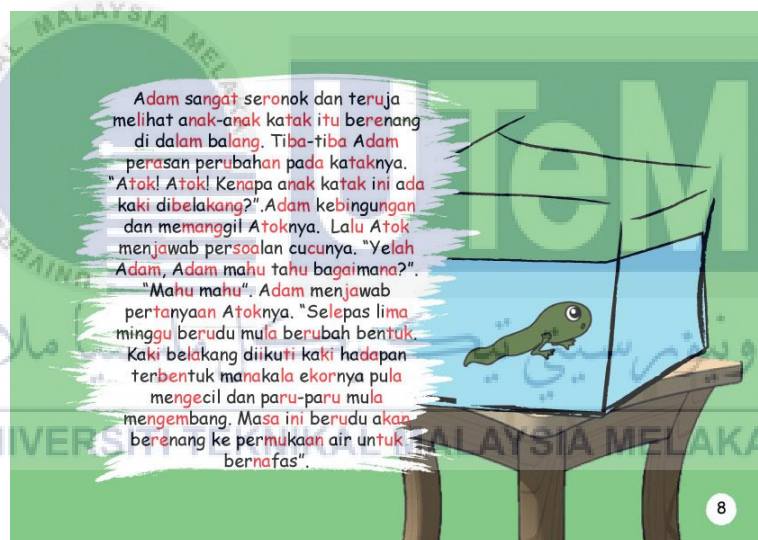 Adam sangat seronok dan teruja
melihat anak-anak katak itu berenang
di dalam balang. Tiba-tiba Adam
perasan perubahan pada kataknya.
"Atok! Atok! Kenapa anak katak ini ada
kaki dibelakang?".Adam kebingungan
dan memanggil Atoknya. Lalu Atok
menjawab persoalan cucunya. "Yelah
Adam, Adam mahu tahu bagaimana?".
"Mahu mahu". Adam menjawab
pertanyaan Atoknya. "Selepas lima
minggu berudu mula berubah bentuk.
Kaki belakang diikuti kaki hadapan
terbentuk manakala ekornya pula
mengecil dan paru-paru mula
mengembang. Masa ini berudu akan
berenang ke permukaan air untuk
bernafas".
8
UTeM
MALAYSIA
UNIVERSITI TEKNIKAL MALAYSIA MELAKA